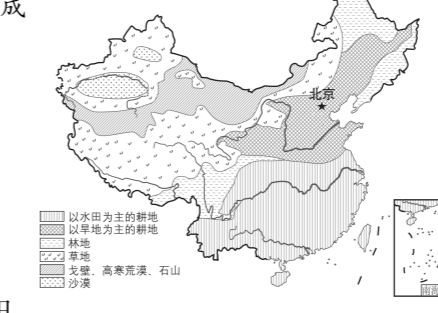 成
北京
以水田为主的耕地
以旱地为主的耕地
林地
草地
戈壁、高寒荒漠、石山
沙漠